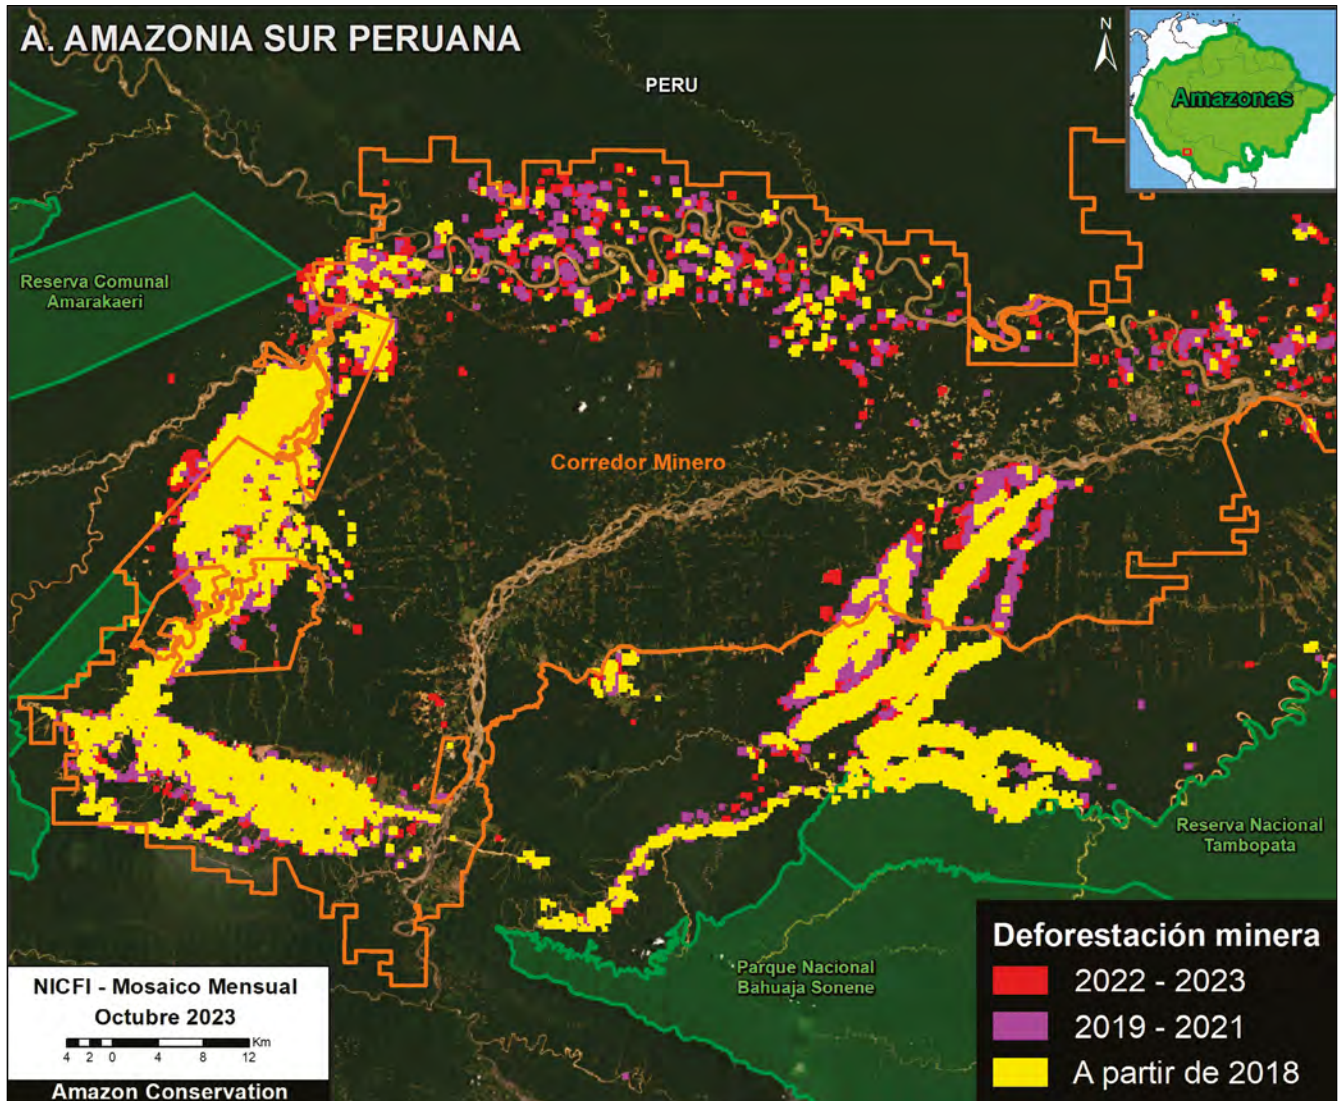 A. AMAZONIA SUR PERUANA
PERU
N
Amazonas
Reserva Comunal
Amarakaeri
Corredor Minero
Reserva Nacional
Tambopata
Parque Nacional
Bahuaja Sonene
NICFI - Mosaico Mensual
Octubre 2023
4 2 0 4 8 12 Km
Amazon Conservation
Deforestación minera
2022 - 2023
2019 - 2021
A partir de 2018